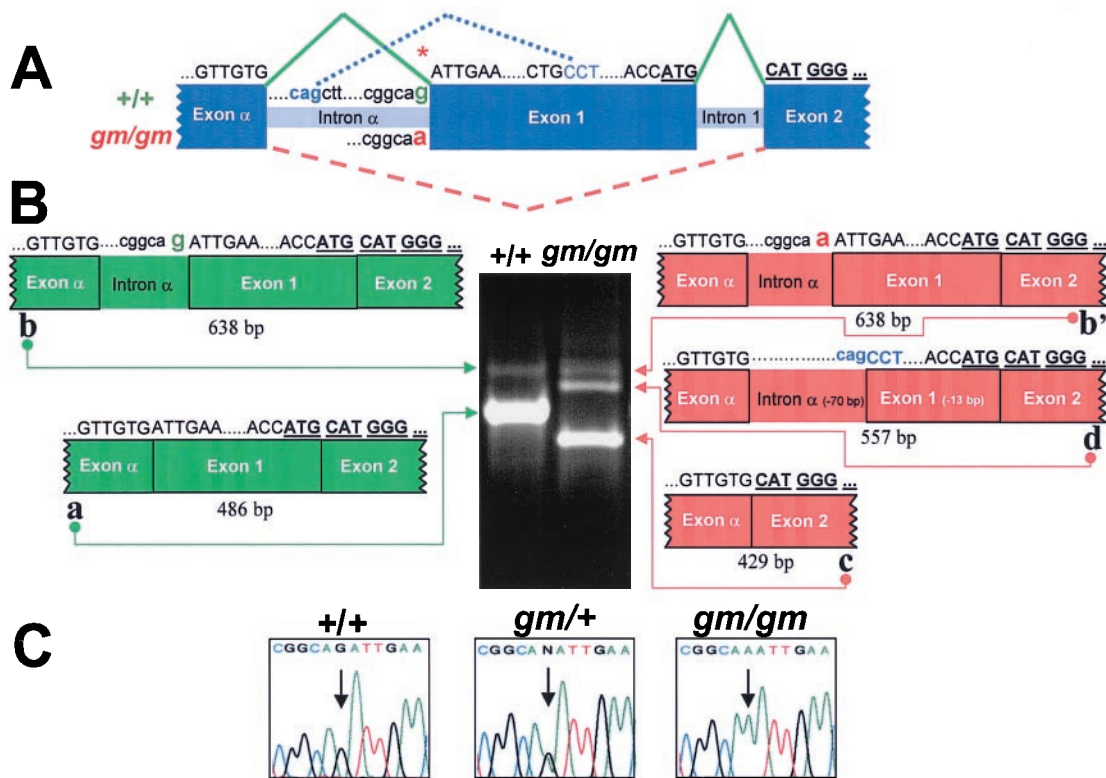 A
*
...GTTGTG
ATTGAA.....CTGCCT.....ACCATG
CAT GGG ...
+/+
....cagctt....cggcag
Exon α
Intron α
Exon 1
Intron 1
Exon 2
gm/gm
...cggcaa
B
...GTTGTG....cggca g ATTGAA....ACCATG CAT GGG ...
Exon α
Intron α
Exon 1
Exon 2
b
638 bp
...GTTGTGATTGAA.....ACCATG CAT GGG ...
Exon α
Exon 1
Exon 2
a
486 bp
+/+
gm/gm
...GTTGTG....cggca a ATTGAA....ACCATG CAT GGG ...
Exon α
Intron α
Exon 1
Exon 2
638 bp
b’
...GTTGTG...............cagCCT....ACCATG CAT GGG ...
Exon α
Intron α (-70 bp)
Exon 1 (-13 bp)
Exon 2
557 bp
d
...GTTGTG CAT GGG ...
Exon α
Exon 2
429 bp
c
C
+/+
gm/+
gm/gm
CGGCAGATTGAA
CGGCANATTGAA
CGGCAAATTGAA